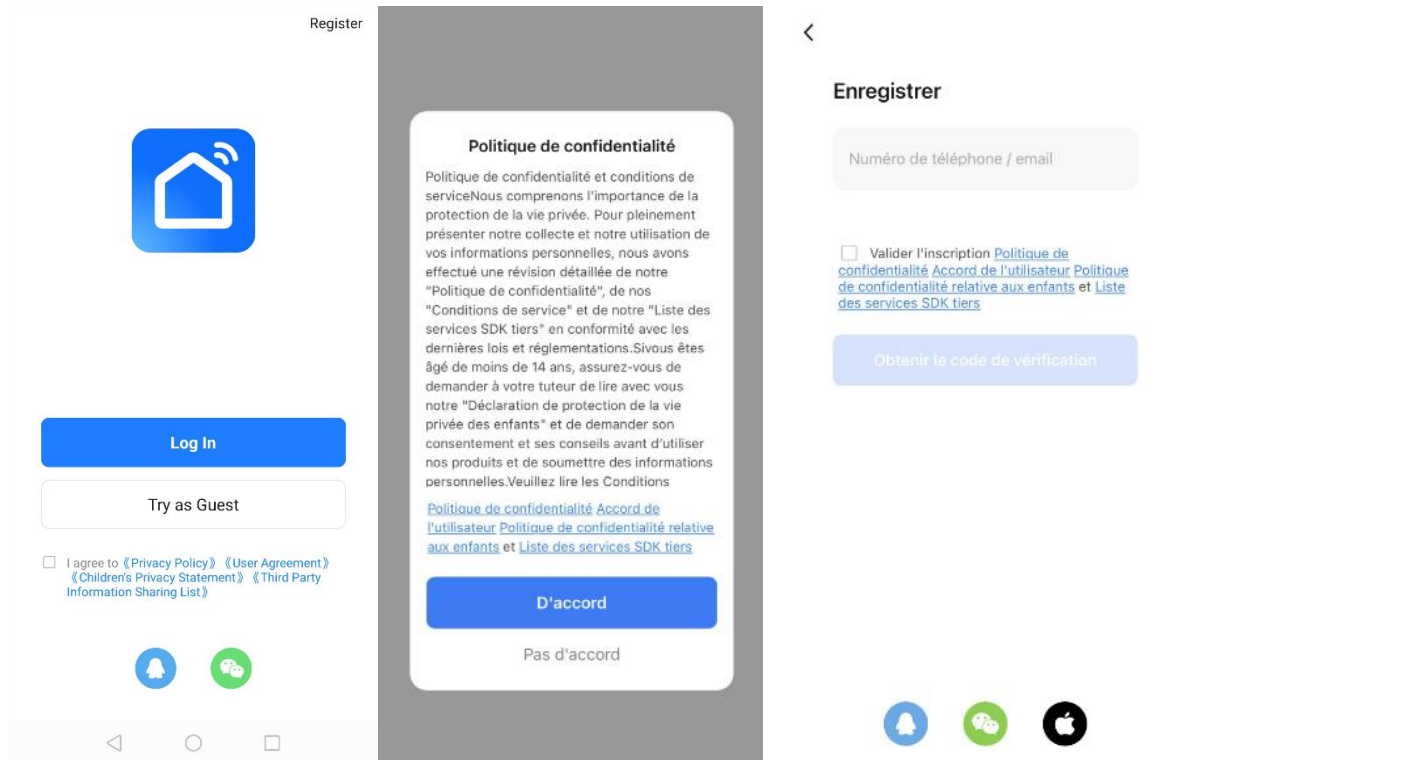 Register
Log In
Try as Guest
I agree to 《Privacy Policy》 《User Agreement》
《Children's Privacy Statement》 《Third Party
Information Sharing List》
Politique de confidentialité
Politique de confidentialité et conditions de
serviceNous comprenons l'importance de la
protection de la vie privée. Pour pleinement
présenter notre collecte et notre utilisation de
vos informations personnelles, nous avons
effectué une révision détaillée de notre
"Politique de confidentialité", de nos
"Conditions de service" et de notre "Liste des
services SDK tiers" en conformité avec les
dernières lois et réglementations.Sivous êtes
âgé de moins de 14 ans, assurez-vous de
demander à votre tuteur de lire avec vous
notre "Déclaration de protection de la vie
privée des enfants" et de demander son
consentement et ses conseils avant d'utiliser
nos produits et de soumettre des informations
personnelles.Veuillez lire les Conditions
Politique de confidentialité Accord de
l'utilisateur Politique de confidentialité relative
aux enfants et Liste des services SDK tiers
D'accord
Pas d'accord
Enregistrer
Numéro de téléphone / email
Valider l'inscription Politique de
confidentialité Accord de l'utilisateur Politique
de confidentialité relative aux enfants et Liste
des services SDK tiers
Obtenir le code de vérification